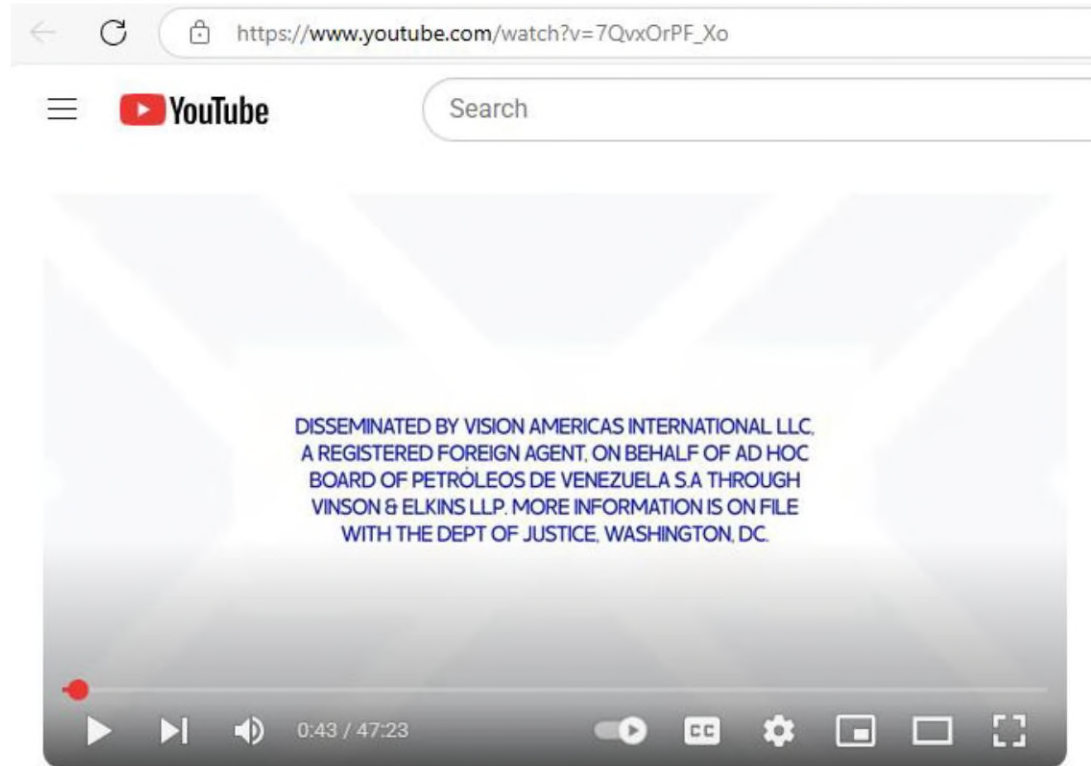 https://www.youtube.com/watch?v=7QvxOrPF_Xo
YouTube
Search
DISSEMINATED BY VISION AMERICAS INTERNATIONAL LLC,
A REGISTERED FOREIGN AGENT, ON BEHALF OF AD HOC
BOARD OF PETRÓLEOS DE VENEZUELA S.A THROUGH
VINSON & ELKINS LLP. MORE INFORMATION IS ON FILE
WITH THE DEPT OF JUSTICE, WASHINGTON, DC.
0:43 / 47:23
CC